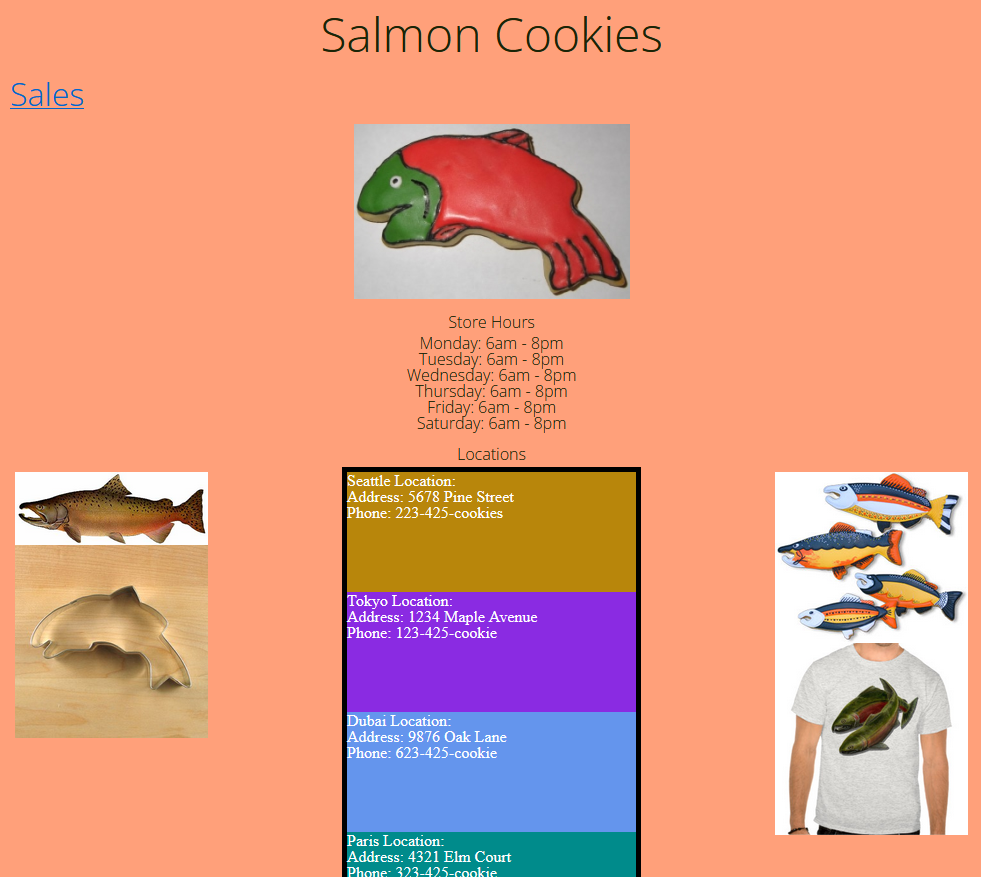 Salmon Cookies
Sales
Store Hours
Monday: 6am - 8pm
Tuesday: 6am - 8pm
Wednesday: 6am - 8pm
Thursday: 6am - 8pm
Friday: 6am - 8pm
Saturday: 6am - 8pm
Locations
Seattle Location:
Address: 5678 Pine Street
Phone: 223-425-cookies
Tokyo Location:
Address: 1234 Maple Avenue
Phone: 123-425-cookie
Dubai Location:
Address: 9876 Oak Lane
Phone: 623-425-cookie
Paris Location:
Address: 4321 Elm Court
Phone: 323-425-cookie